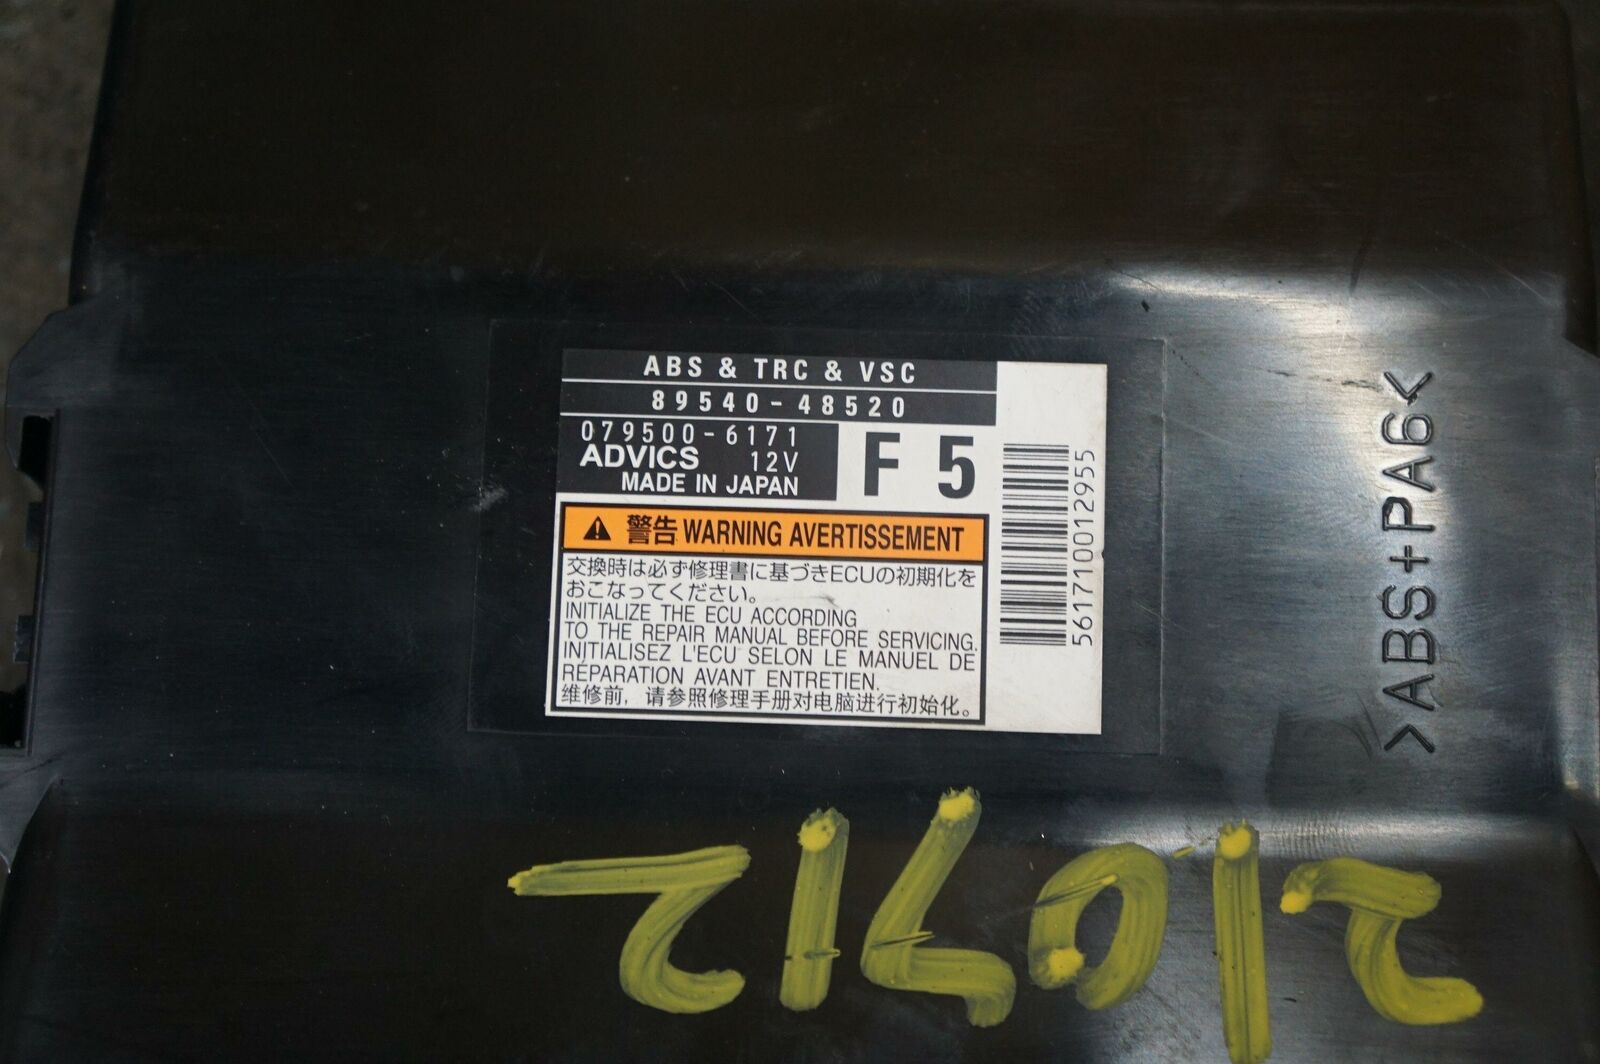 ABS & TRC & VSC
89540-48520
079500-6171
ADVICS 12V
MADE IN JAPAN
F 5
警告 WARNING AVERTISSEMENT
交換時は必ず修理書に基づきECUの初期化を
おこなってください。
INITIALIZE THE ECU ACCORDING
TO THE REPAIR MANUAL BEFORE SERVICING.
INITIALISEZ L'ECU SELON LE MANUEL DE
RÉPARATION AVANT ENTRETIEN.
维修前，请参照修理手册对电脑进行初始化。
561710012955
>ABS+PA6<
210712